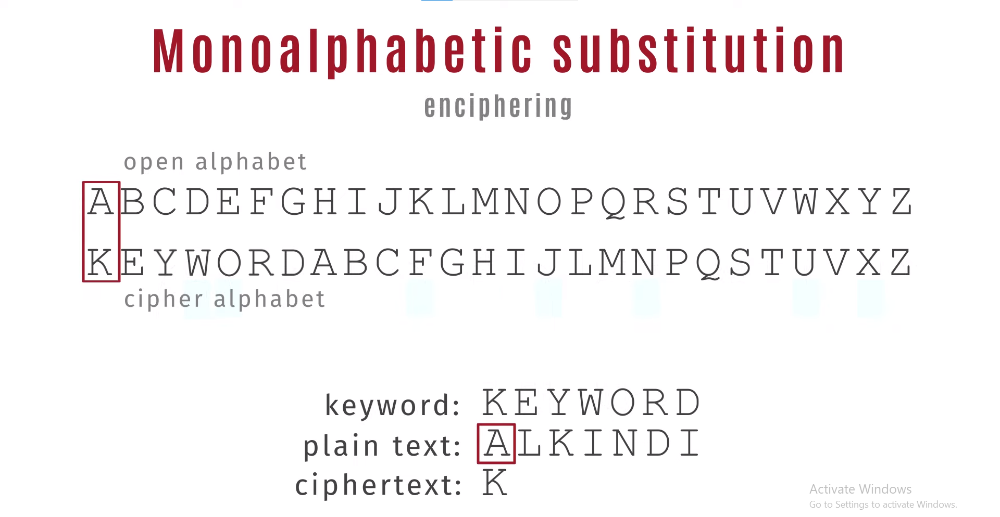 Monoalphabetic substitution
enciphering
open alphabet
ABCDEFGHIJKLMNOPQRSTUVWXYZ
KEYWORDABCFGHIJLMNPQSTUVXZ
cipher alphabet
keyword: KEYWORD
plain text: ALKINDI
ciphertext: K
Activate Windows
Go to Settings to activate Windows.